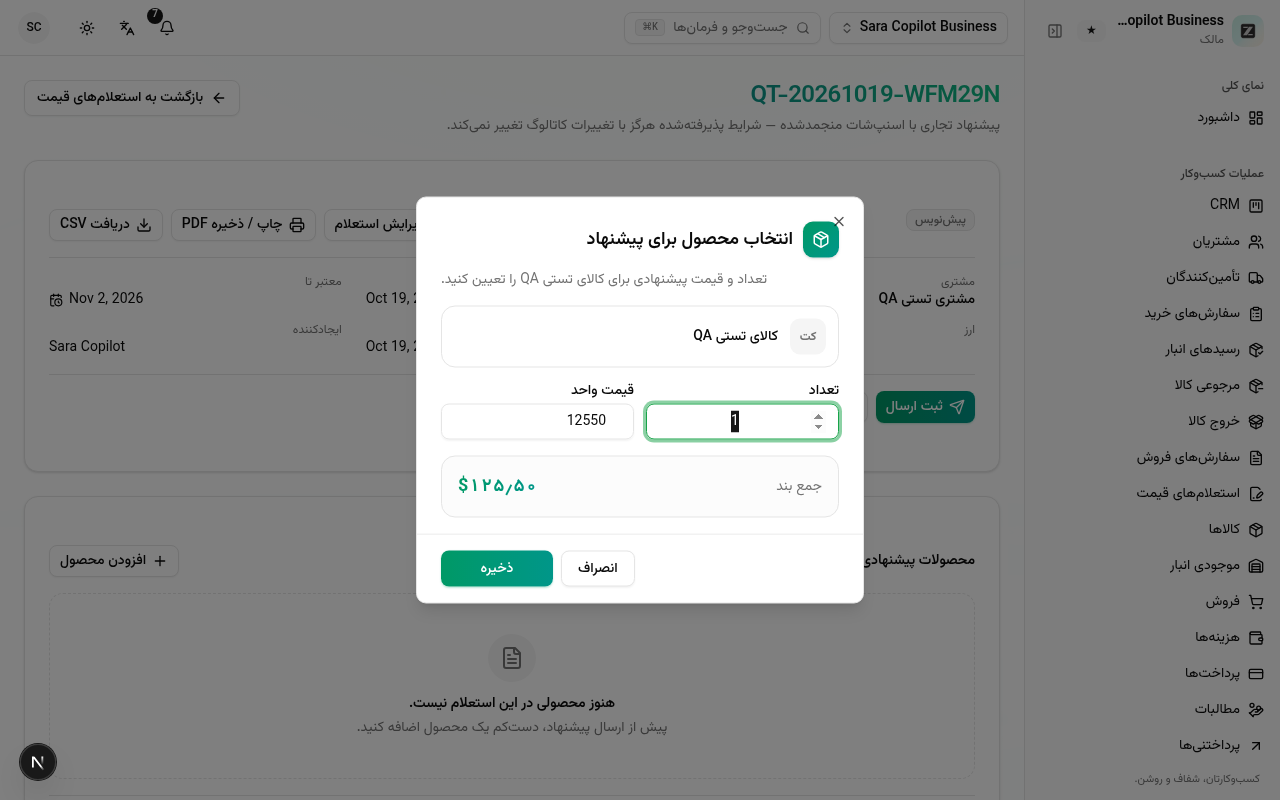 …opilot Business
مالک
نمای کلی
داشبورد
عملیات کسب‌وکار
CRM
مشتریان
تأمین‌کنندگان
سفارش‌های خرید
رسیدهای انبار
مرجوعی کالا
خروج کالا
سفارش‌های فروش
استعلام‌های قیمت
کالاها
موجودی انبار
فروش
هزینه‌ها
پرداخت‌ها
مطالبات
پرداختنی‌ها
کسب‌وکارتان، شفاف و روشن.
Sara Copilot Business
جست‌وجو و فرمان‌ها ⌘K
7
SC
QT-20261019-WFM29N
بازگشت به استعلام‌های قیمت
پیشنهاد تجاری با اسنپ‌شات منجمدشده — شرایط پذیرفته‌شده هرگز با تغییرات کاتالوگ تغییر نمی‌کند.
پیش‌نویس
یرایش استعلام
چاپ / ذخیره PDF
دریافت CSV
مشتری
مشتری تستی QA
Oct 19, 2
معتبر تا
Nov 2, 2026
ارز
Oct 19, 2
ایجادکننده
Sara Copilot
ثبت ارسال
انتخاب محصول برای پیشنهاد
تعداد و قیمت پیشنهادی برای کالای تستی QA را تعیین کنید.
کت
کالای تستی QA
تعداد
قیمت واحد
1
12550
جمع بند
$۱۲۵٫۵۰
انصراف
ذخیره
محصولات پیشنهادی
افزودن محصول
هنوز محصولی در این استعلام نیست.
پیش از ارسال پیشنهاد، دست‌کم یک محصول اضافه کنید.